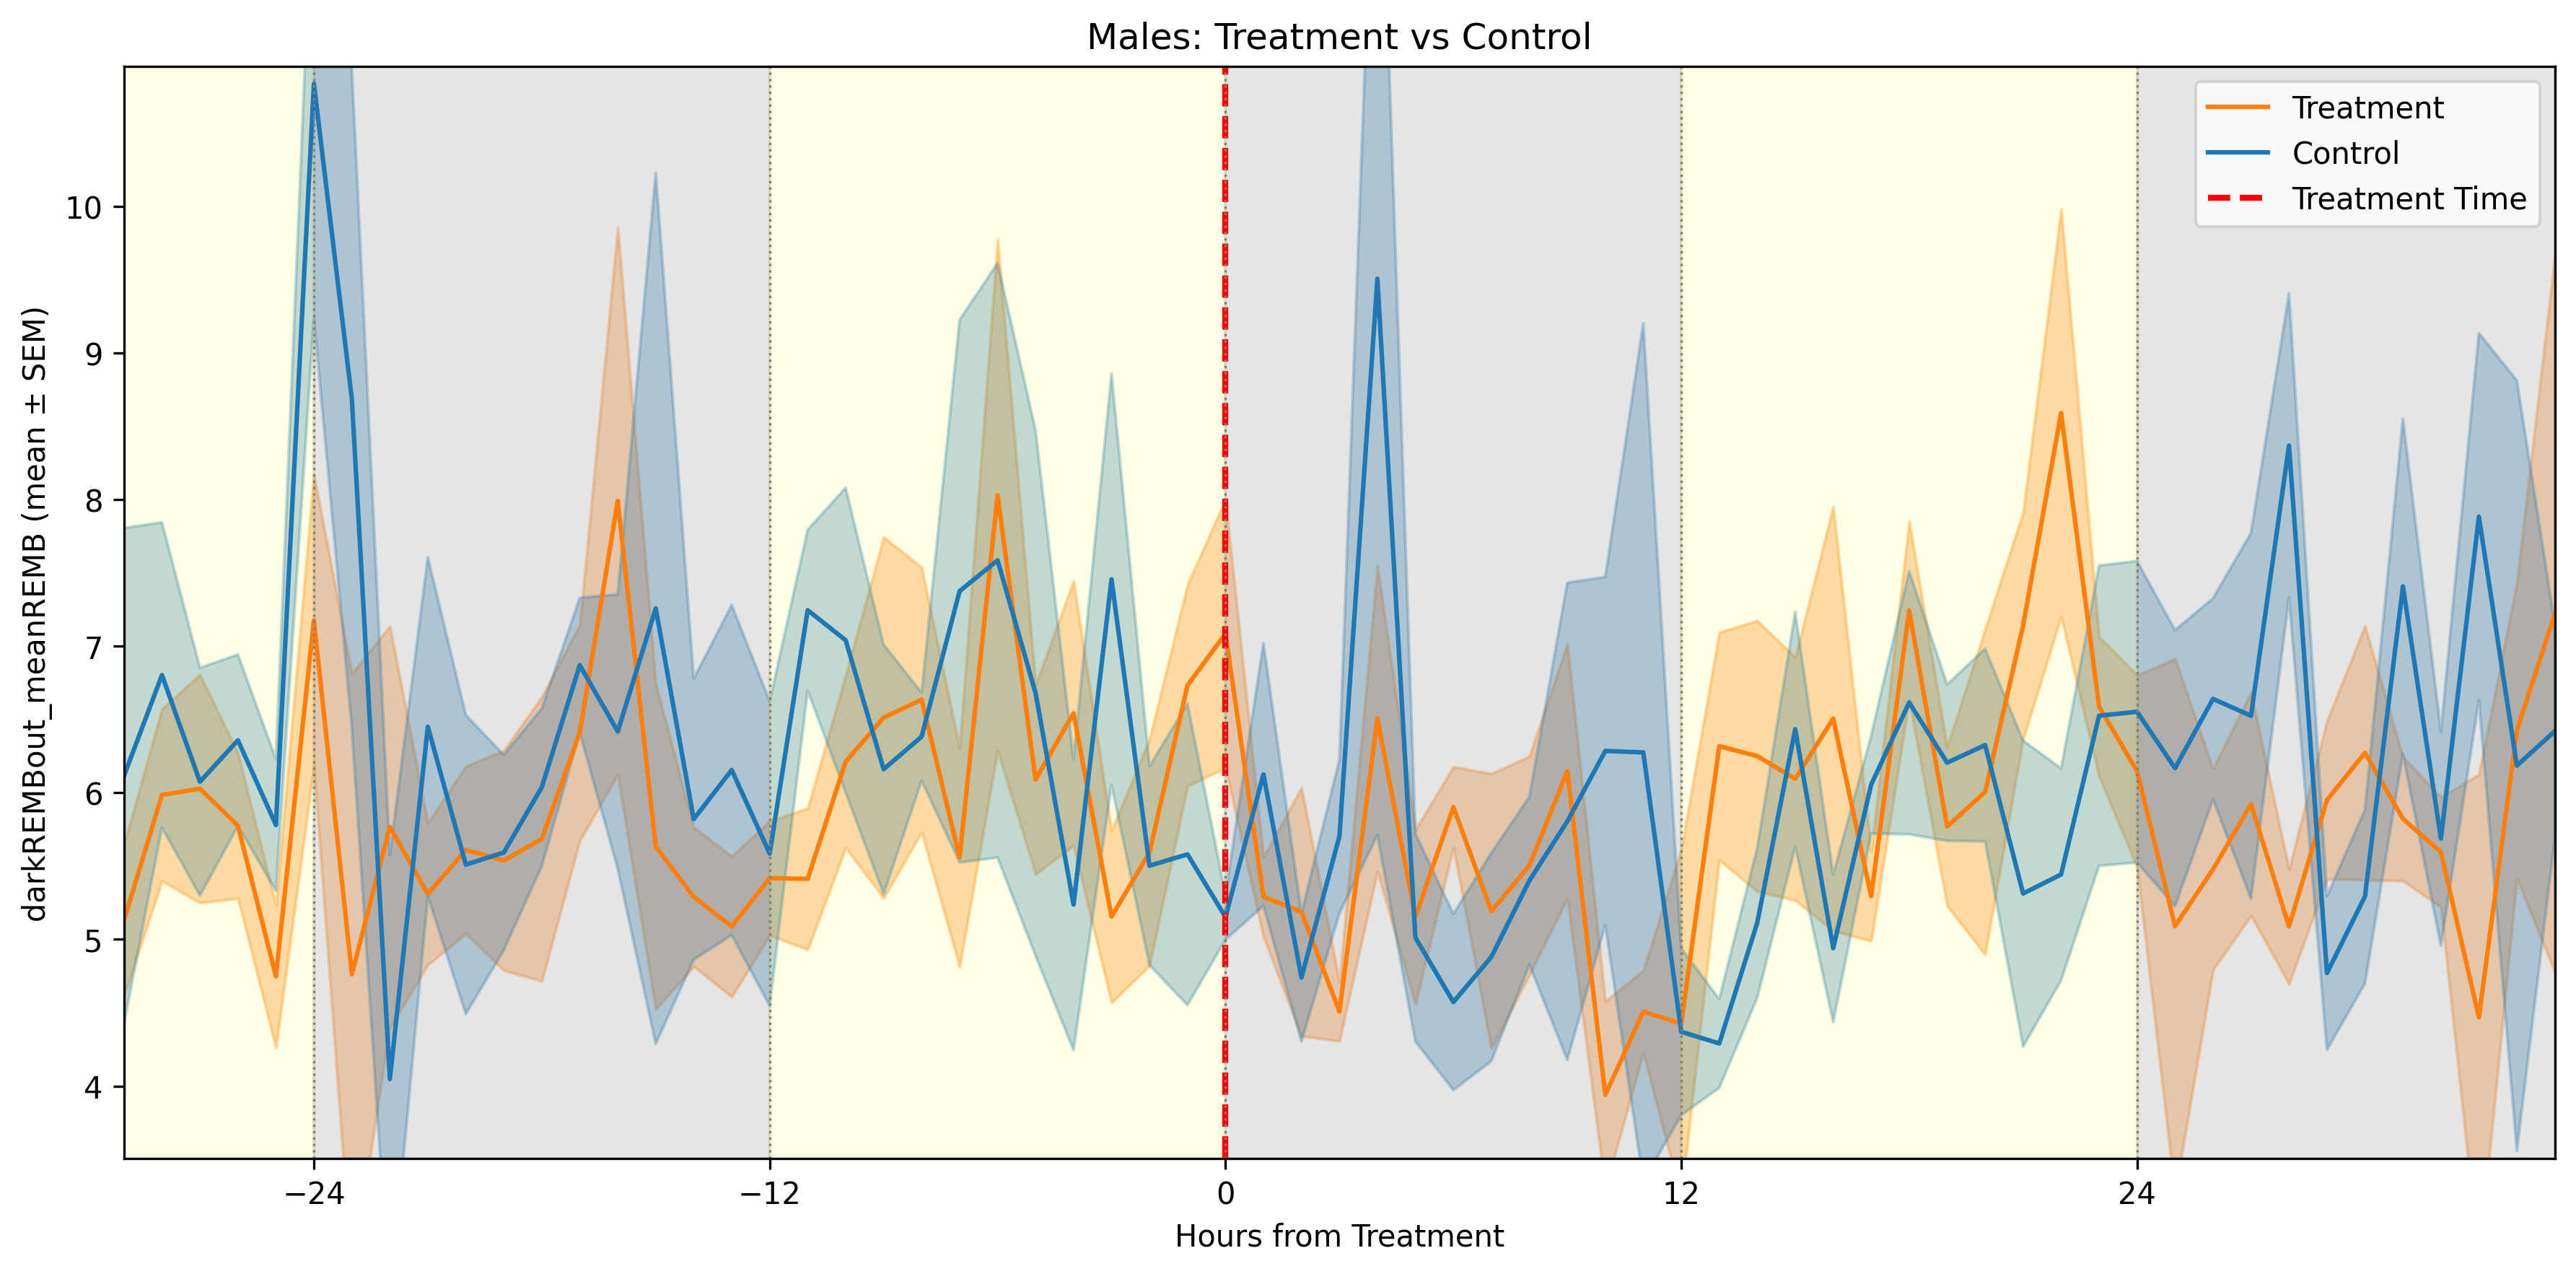 Males: Treatment vs Control
Treatment
Control
Treatment Time
darkREMBout_meanREMB (mean ± SEM)
10
9
8
7
6
5
4
−24
−12
0
12
24
Hours from Treatment